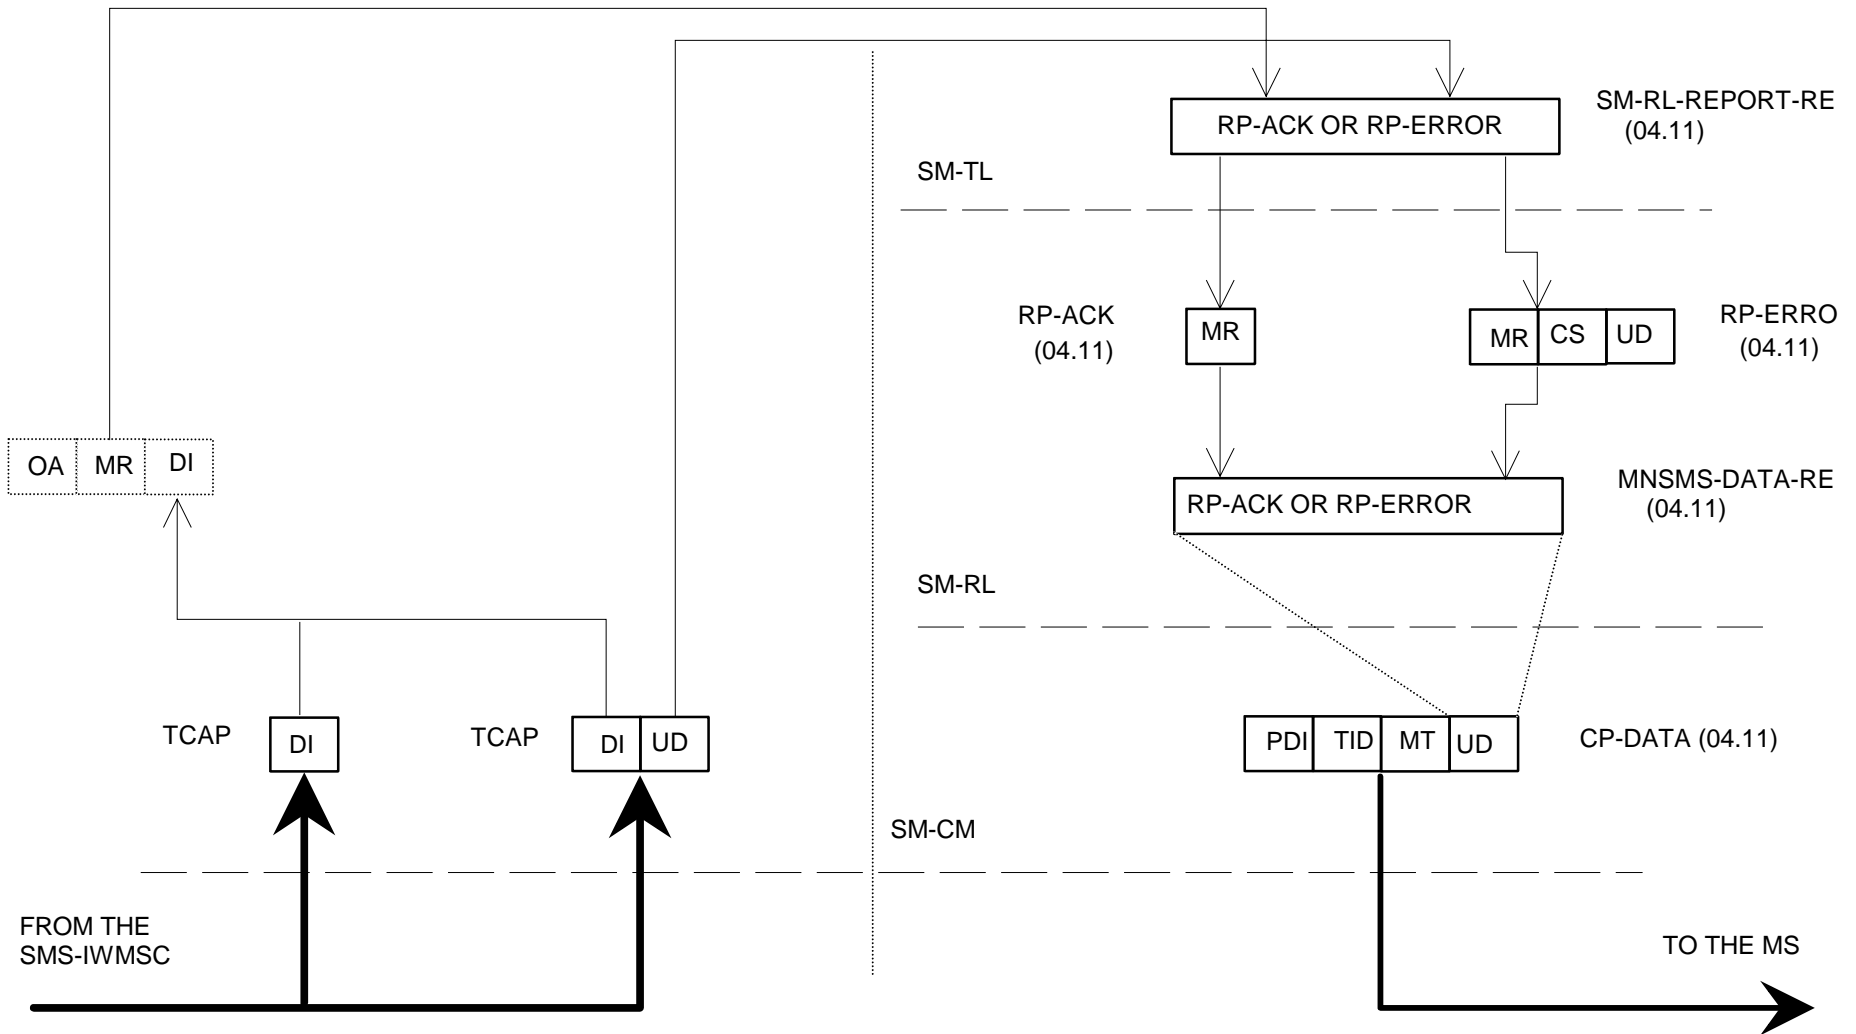 SM-RL-REPORT-RE
(04.11)
RP-ACK OR RP-ERROR
SM-TL
RP-ACK
(04.11)
MR
MR CS UD
RP-ERRO
(04.11)
OA MR DI
RP-ACK OR RP-ERROR
MNSMS-DATA-RE
(04.11)
SM-RL
TCAP DI
TCAP DI UD
PDI TID MT UD
CP-DATA (04.11)
SM-CM
FROM THE
SMS-IWMSC
TO THE MS